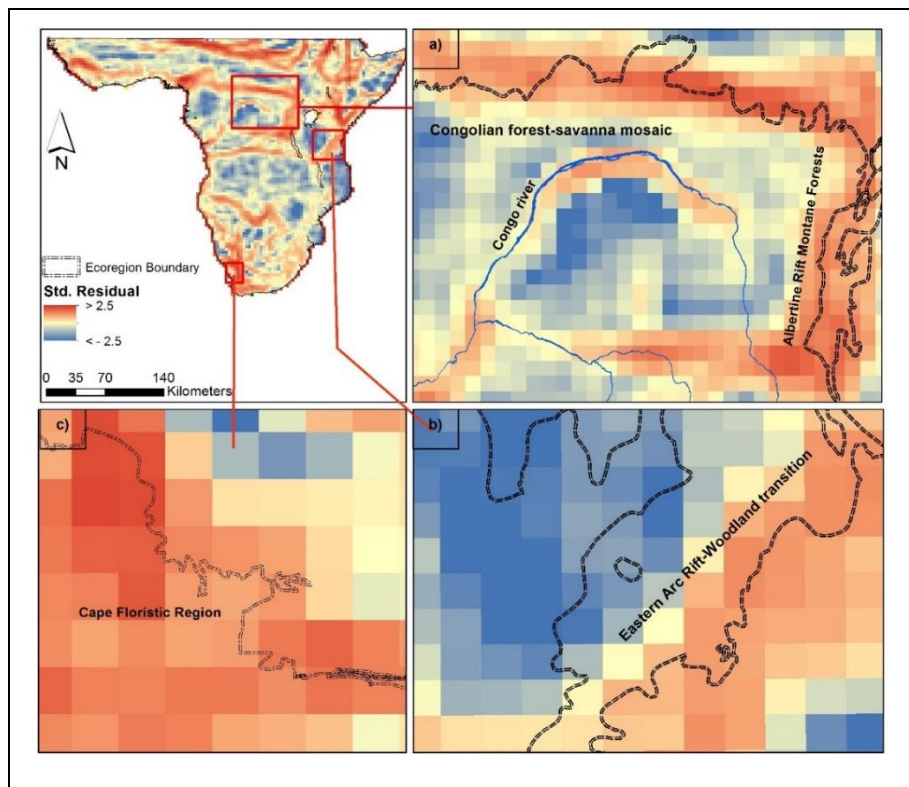 N
Ecoregion Boundary
Std. Residual
> 2.5
< - 2.5
0 35 70 140
Kilometers
a)
Congolian forest-savanna mosaic
Congo river
Albertine Rift Montane Forests
c)
Cape Floristic Region
b)
Eastern Arc Rift-Woodland transition